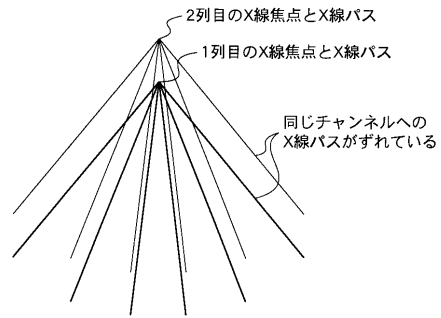 2列目のX線焦点とX線パス
1列目のX線焦点とX線パス
同じチャンネルへの
X線パスがずれている